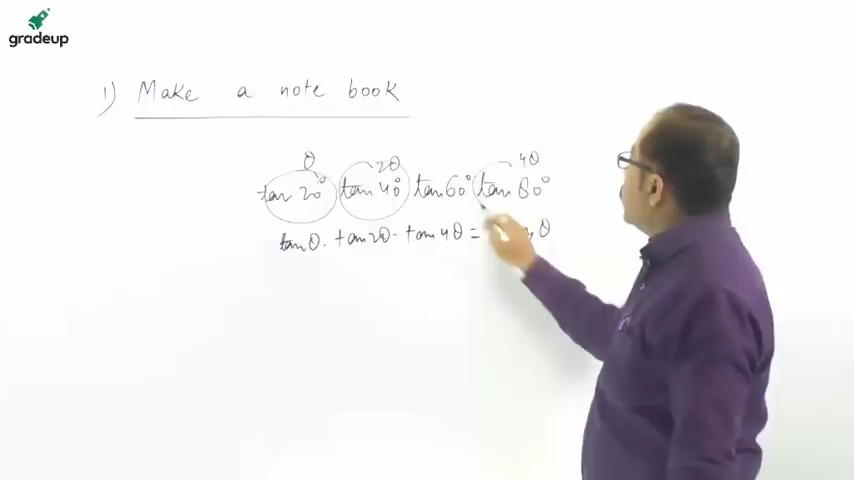 gradeup
1) Make a note book
θ 2θ 4θ
tan 20° tan 40° tan 60° tan 80°
tan θ · tan 2θ · tan 4θ = θ